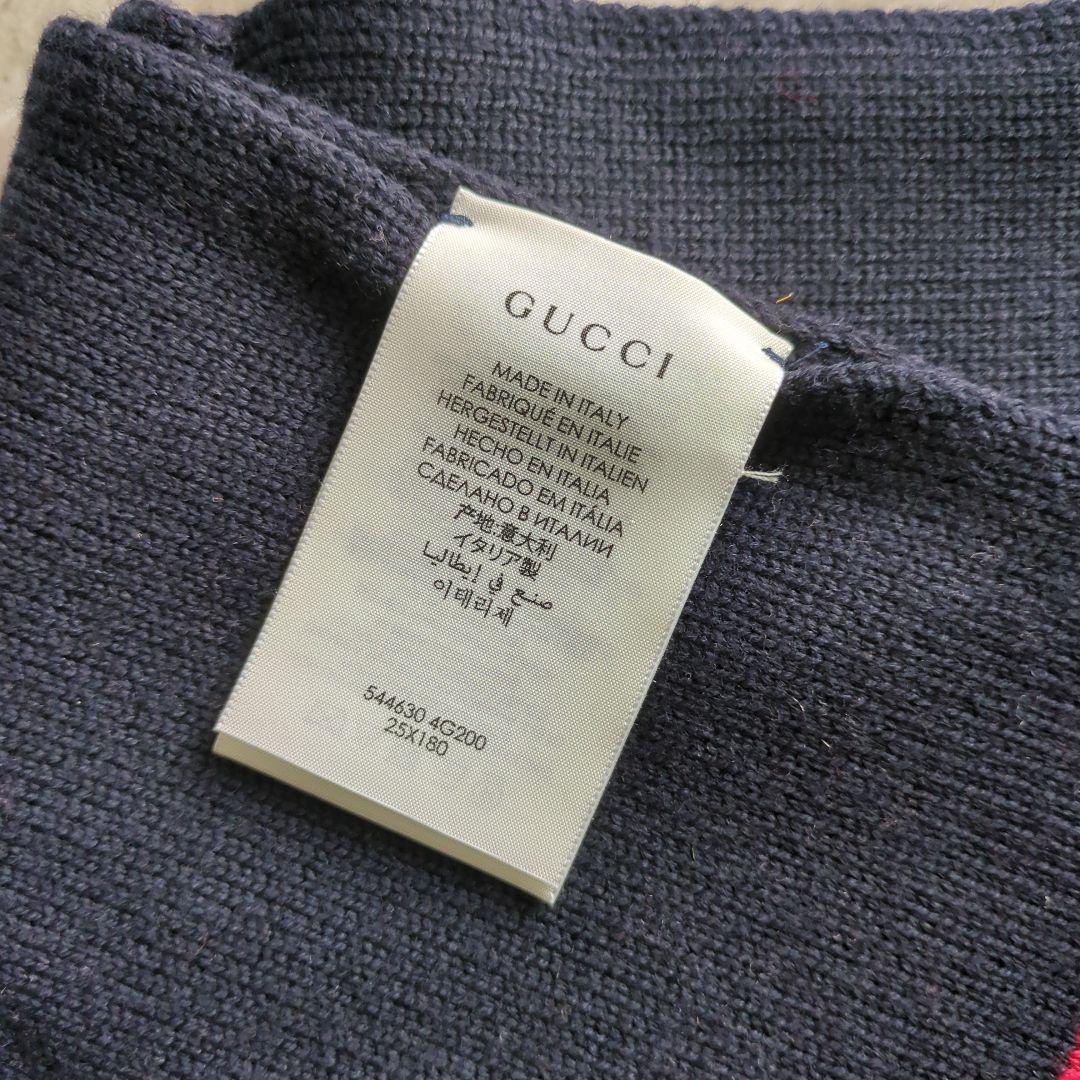 GUCCI
MADE IN ITALY
FABRIQUÉ EN ITALIE
HERGESTELLT IN ITALIEN
HECHO EN ITALIA
FABRICADO EM ITÁLIA
СДЕЛАНО В ИТАЛИИ
产地:意大利
イタリア製
صنع في إيطاليا
이태리제
544630 4G200
25X180